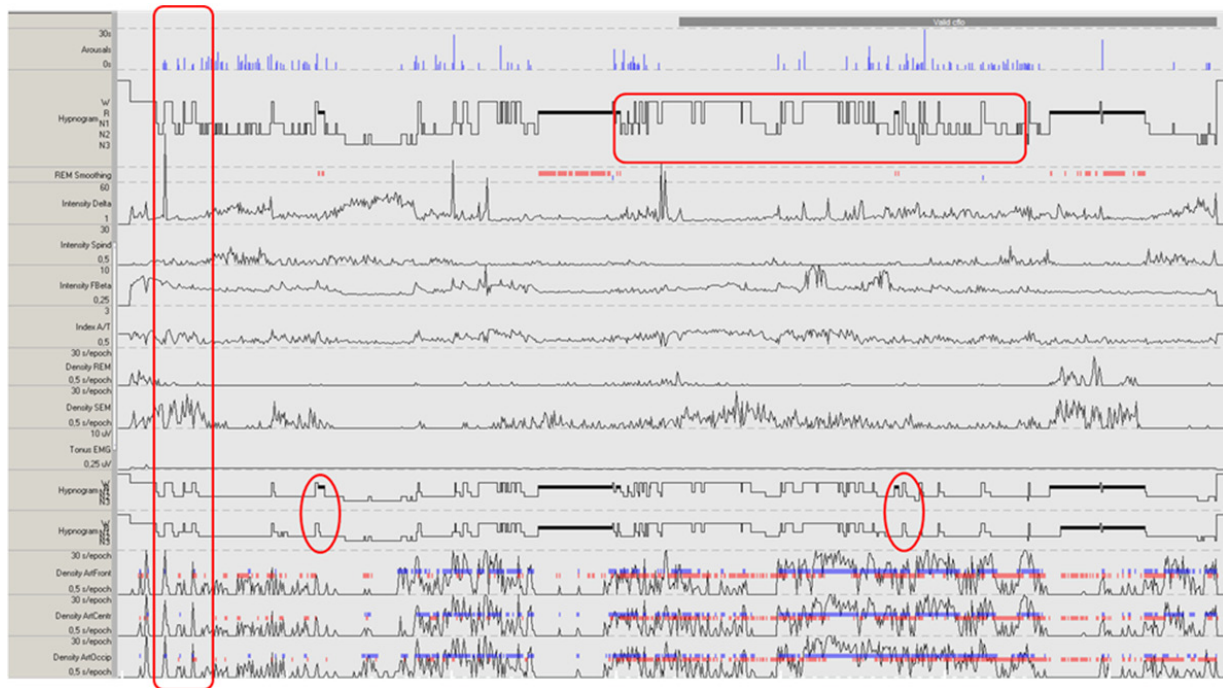 Valid cflo
30s
Arousals
0s
W
R
Hypnogram
N1
N2
N3
REM Smoothing
60
Intensity Delta
1
30
Intensity Spind
0,5
10
Intensity FBeta
0,25
3
Index A/T
0,5
30 s/epoch
Density REM
0,5 s/epoch
30 s/epoch
Density SEM
0,5 s/epoch
10 uV
Tonus EMG
0,25 uV
W
Hypnogram
N3
W
Hypnogram
N3
30 s/epoch
Density ArtFront
0,5 s/epoch
30 s/epoch
Density ArtCentr
0,5 s/epoch
30 s/epoch
Density ArtOccip
0,5 s/epoch